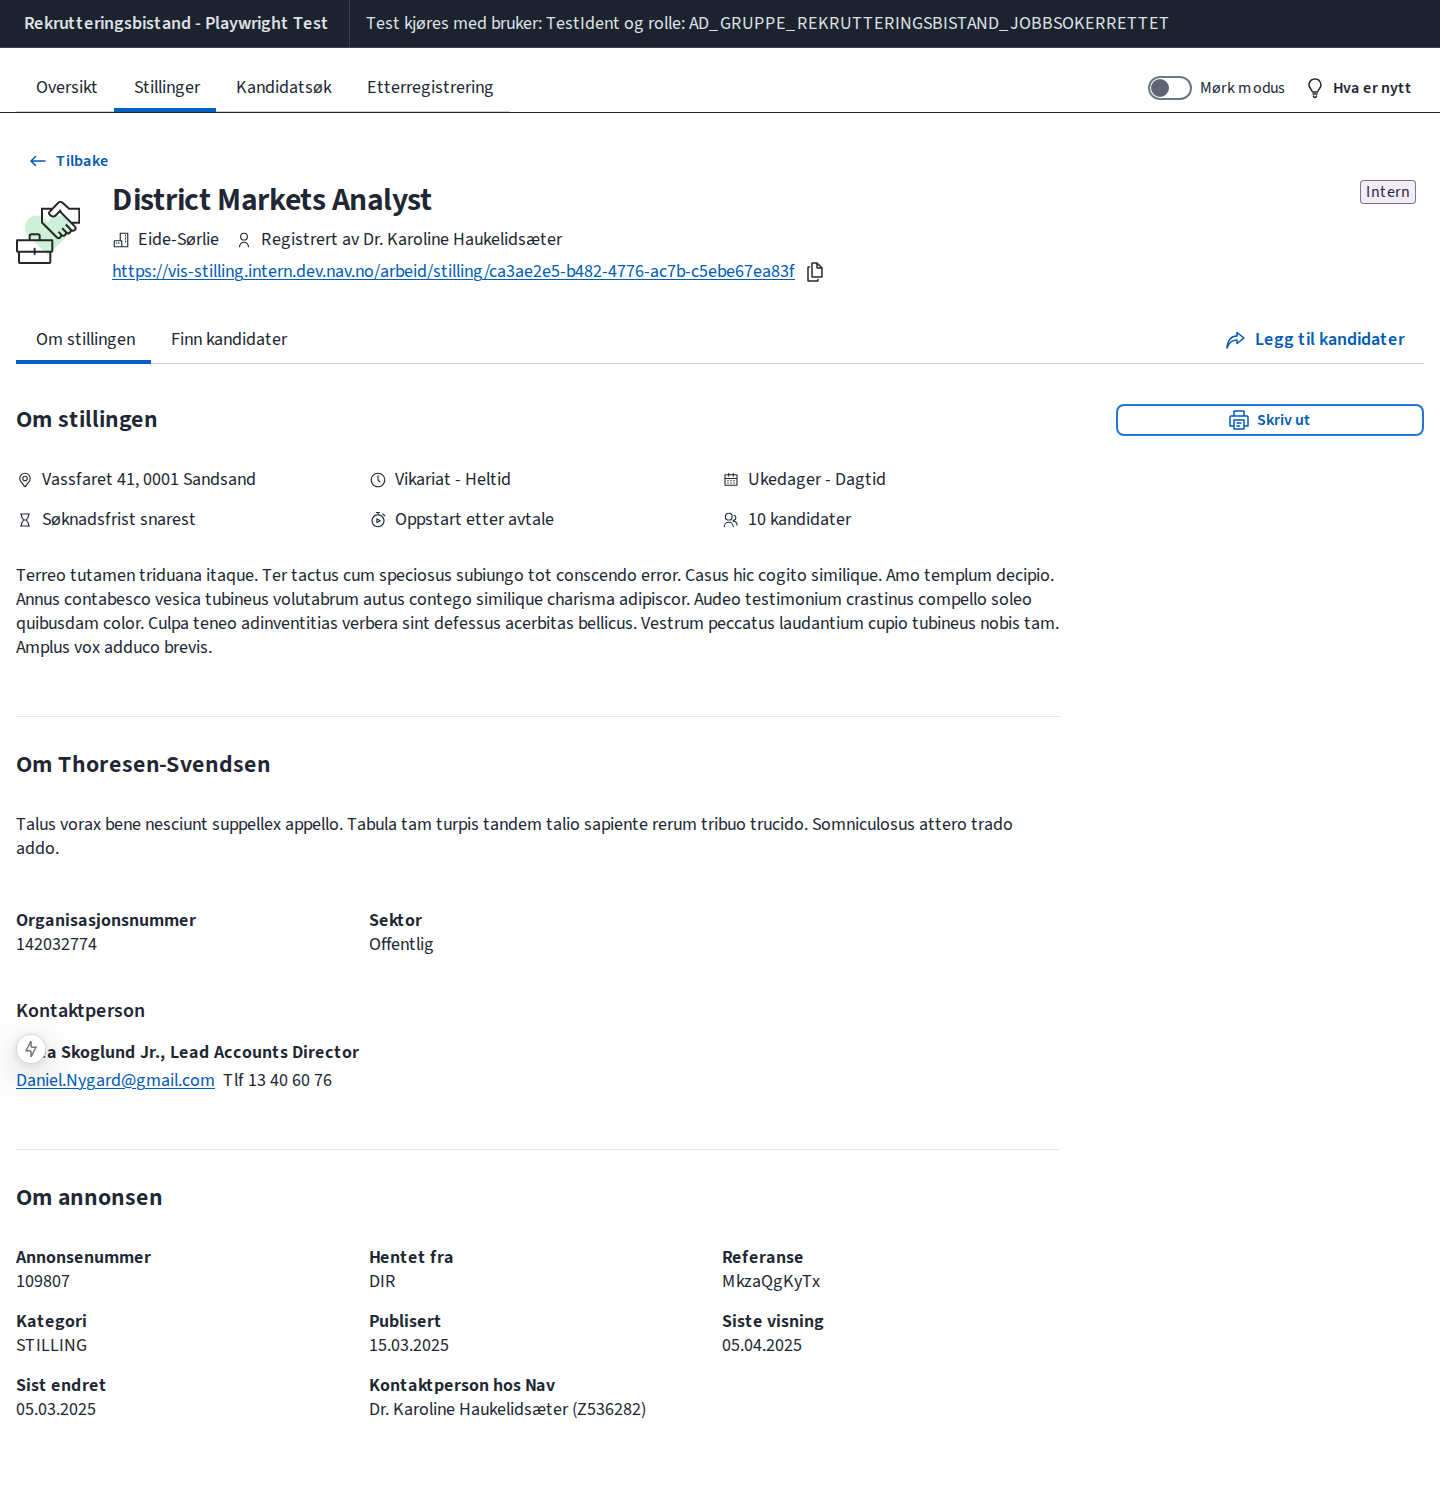 Rekrutteringsbistand - Playwright Test
Test kjøres med bruker: TestIdent og rolle: AD_GRUPPE_REKRUTTERINGSBISTAND_JOBBSOKERRETTET
Oversikt
Stillinger
Kandidatsøk
Etterregistrering
Mørk modus
Hva er nytt
Tilbake
District Markets Analyst
Intern
Eide-Sørlie
Registrert av Dr. Karoline Haukelidsæter
https://vis-stilling.intern.dev.nav.no/arbeid/stilling/ca3ae2e5-b482-4776-ac7b-c5ebe67ea83f
Om stillingen
Finn kandidater
Legg til kandidater
Om stillingen
Skriv ut
Vassfaret 41, 0001 Sandsand
Vikariat - Heltid
Ukedager - Dagtid
Søknadsfrist snarest
Oppstart etter avtale
10 kandidater
Terreo tutamen triduana itaque. Ter tactus cum speciosus subiungo tot conscendo error. Casus hic cogito similique. Amo templum decipio.
Annus contabesco vesica tubineus volutabrum autus contego similique charisma adipiscor. Audeo testimonium crastinus compello soleo
quibusdam color. Culpa teneo adinventitias verbera sint defessus acerbitas bellicus. Vestrum peccatus laudantium cupio tubineus nobis tam.
Amplus vox adduco brevis.
Om Thoresen-Svendsen
Talus vorax bene nesciunt suppellex appello. Tabula tam turpis tandem talio sapiente rerum tribuo trucido. Somniculosus attero trado
addo.
Organisasjonsnummer
142032774
Sektor
Offentlig
Kontaktperson
Skoglund Jr., Lead Accounts Director
Daniel.Nygard@gmail.com Tlf 13 40 60 76
Om annonsen
Annonsenummer
109807
Hentet fra
DIR
Referanse
MkzaQgKyTx
Kategori
STILLING
Publisert
15.03.2025
Siste visning
05.04.2025
Sist endret
05.03.2025
Kontaktperson hos Nav
Dr. Karoline Haukelidsæter (Z536282)